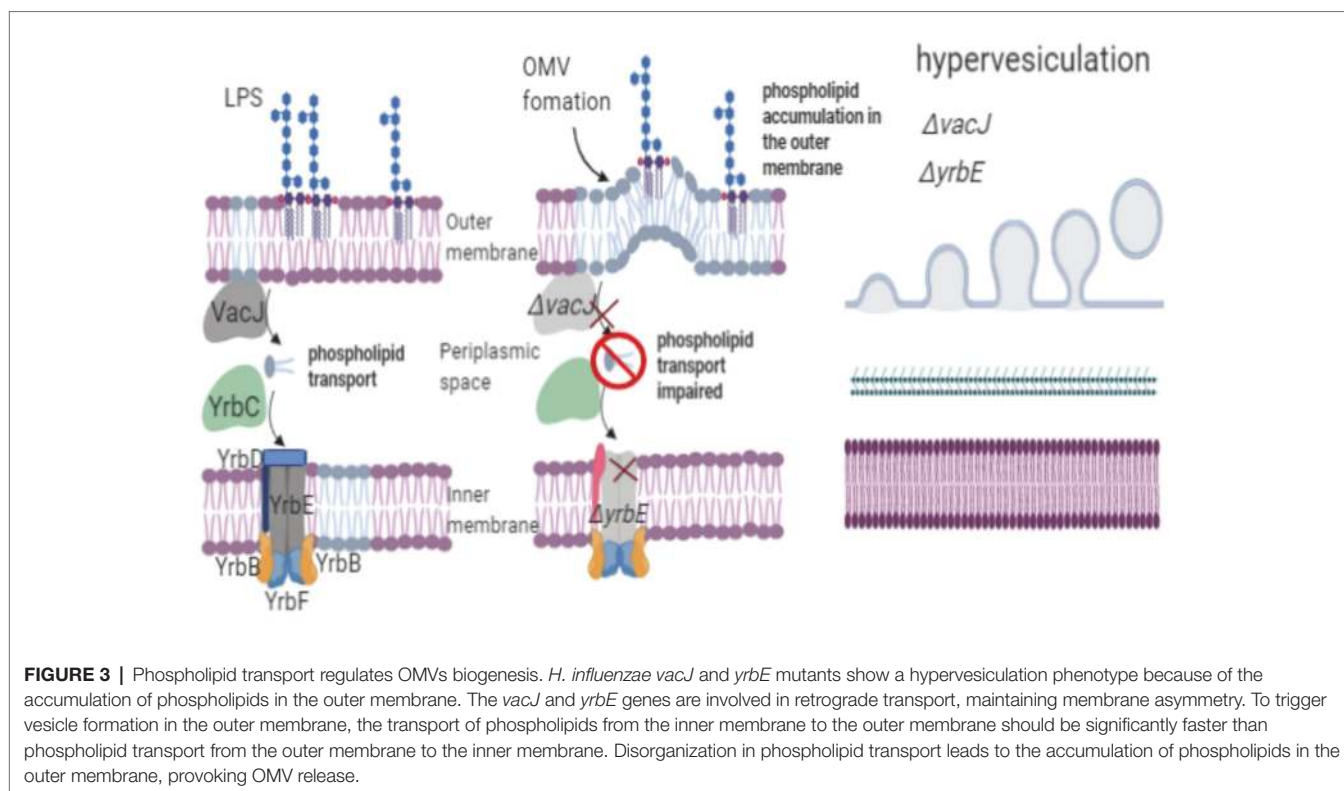 LPS
Outer
membrane
VacJ
phospholipid
transport
YrbC
YrbD
YrbE
Inner
membrane
YrbB
YrbB
YrbF
OMV
fomation
phospholipid
accumulation in
the outer
membrane
ΔvacJ
Periplasmic
space
phospholipid
transport
impaired
ΔyrbE
hypervesiculation
ΔvacJ
ΔyrbE
FIGURE 3 | Phospholipid transport regulates OMVs biogenesis. H. influenzae vacJ and yrbE mutants show a hypervesiculation phenotype because of the
accumulation of phospholipids in the outer membrane. The vacJ and yrbE genes are involved in retrograde transport, maintaining membrane asymmetry. To trigger
vesicle formation in the outer membrane, the transport of phospholipids from the inner membrane to the outer membrane should be significantly faster than
phospholipid transport from the outer membrane to the inner membrane. Disorganization in phospholipid transport leads to the accumulation of phospholipids in the
outer membrane, provoking OMV release.